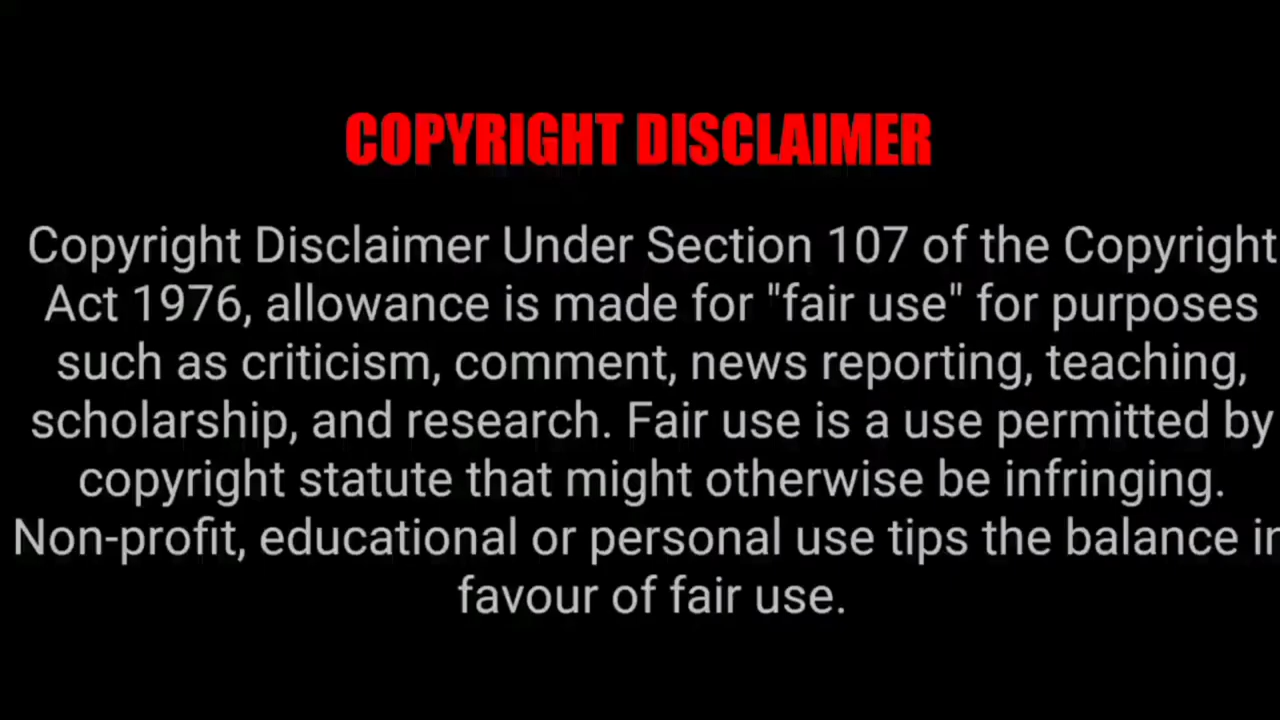 COPYRIGHT DISCLAIMER
Copyright Disclaimer Under Section 107 of the Copyright
Act 1976, allowance is made for "fair use" for purposes
such as criticism, comment, news reporting, teaching,
scholarship, and research. Fair use is a use permitted by
copyright statute that might otherwise be infringing.
Non-profit, educational or personal use tips the balance in
favour of fair use.